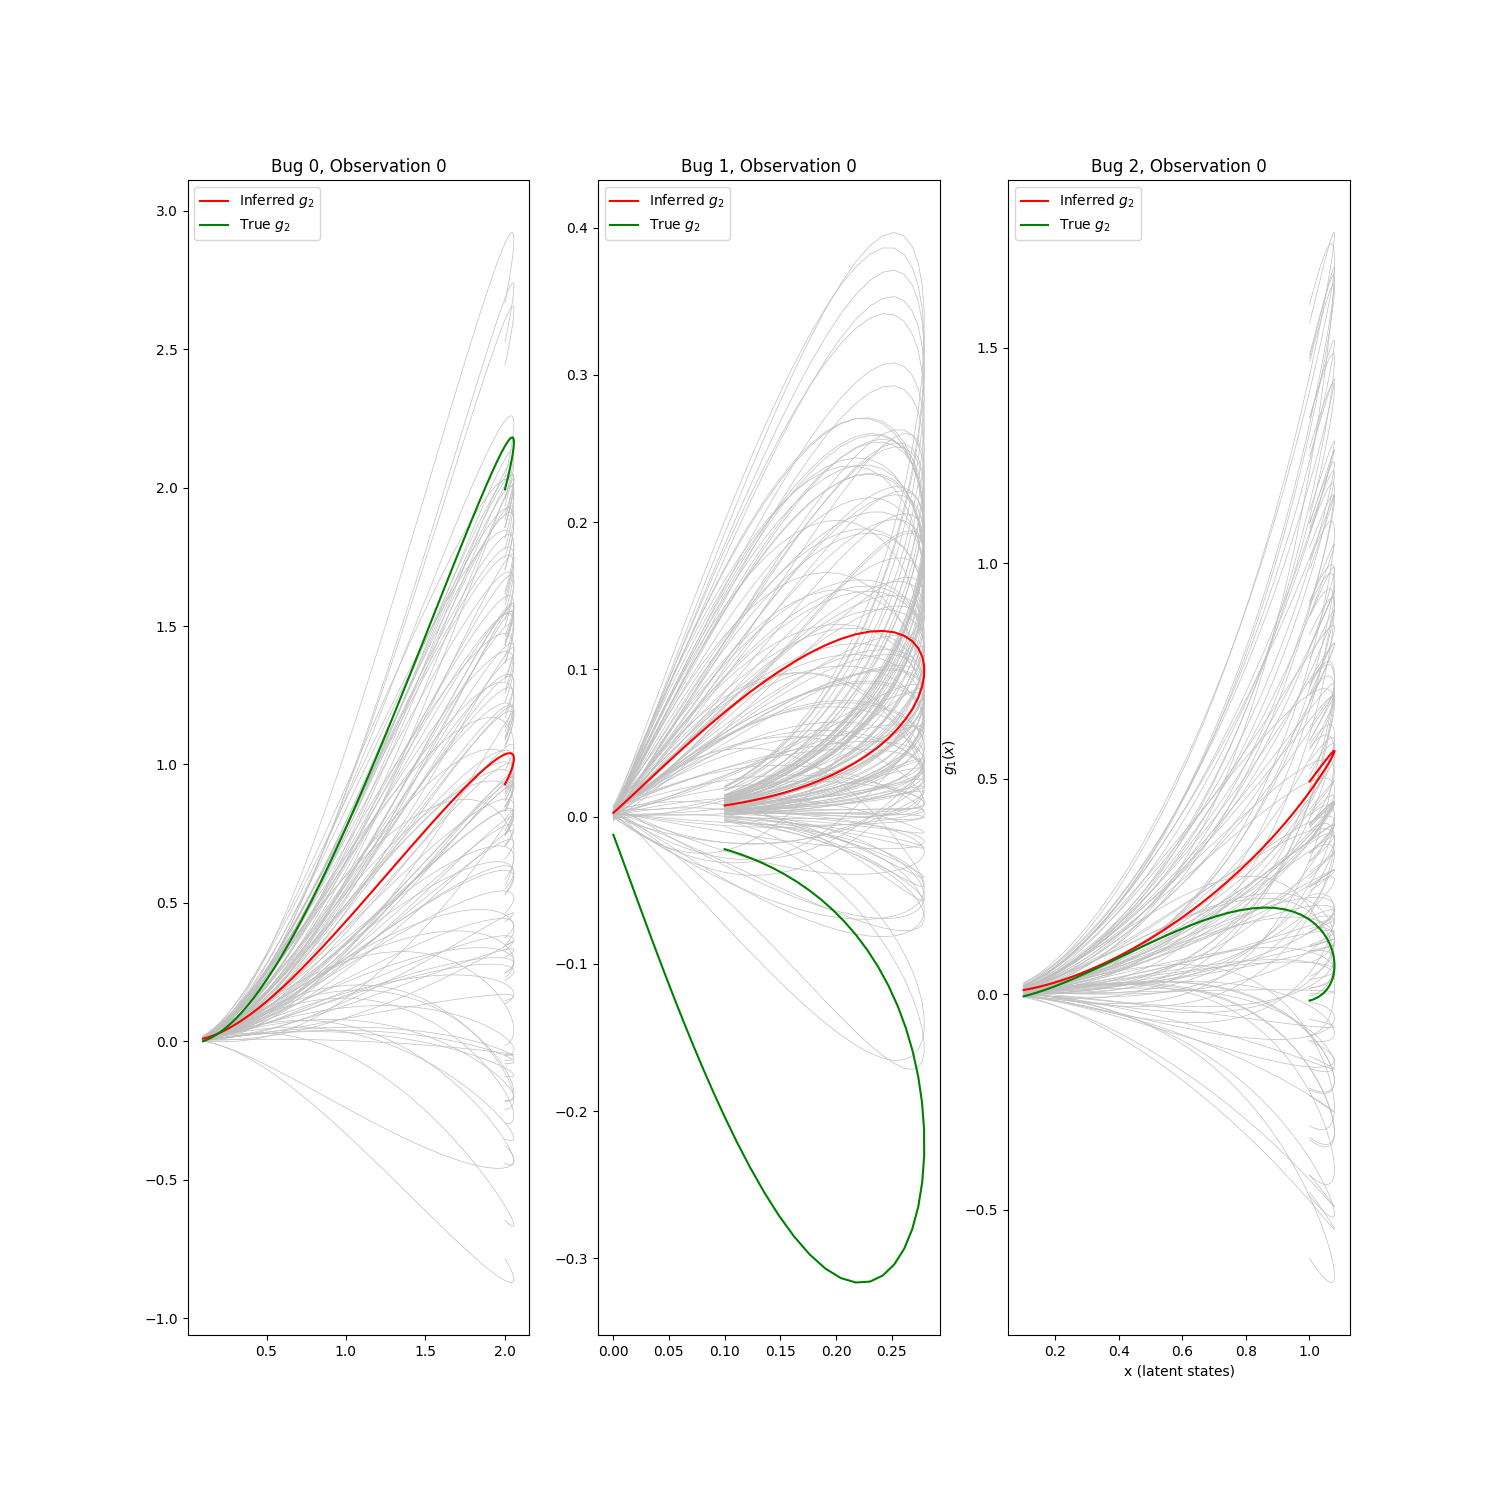 Bug 0, Observation 0
Inferred g₂
True g₂
3.0
2.5
2.0
1.5
1.0
0.5
0.0
−0.5
−1.0
0.5 1.0 1.5 2.0
Bug 1, Observation 0
Inferred g₂
True g₂
0.4
0.3
0.2
0.1
0.0
−0.1
−0.2
−0.3
0.00 0.05 0.10 0.15 0.20 0.25
Bug 2, Observation 0
Inferred g₂
True g₂
g₁(x)
1.5
1.0
0.5
0.0
−0.5
0.2 0.4 0.6 0.8 1.0
x (latent states)